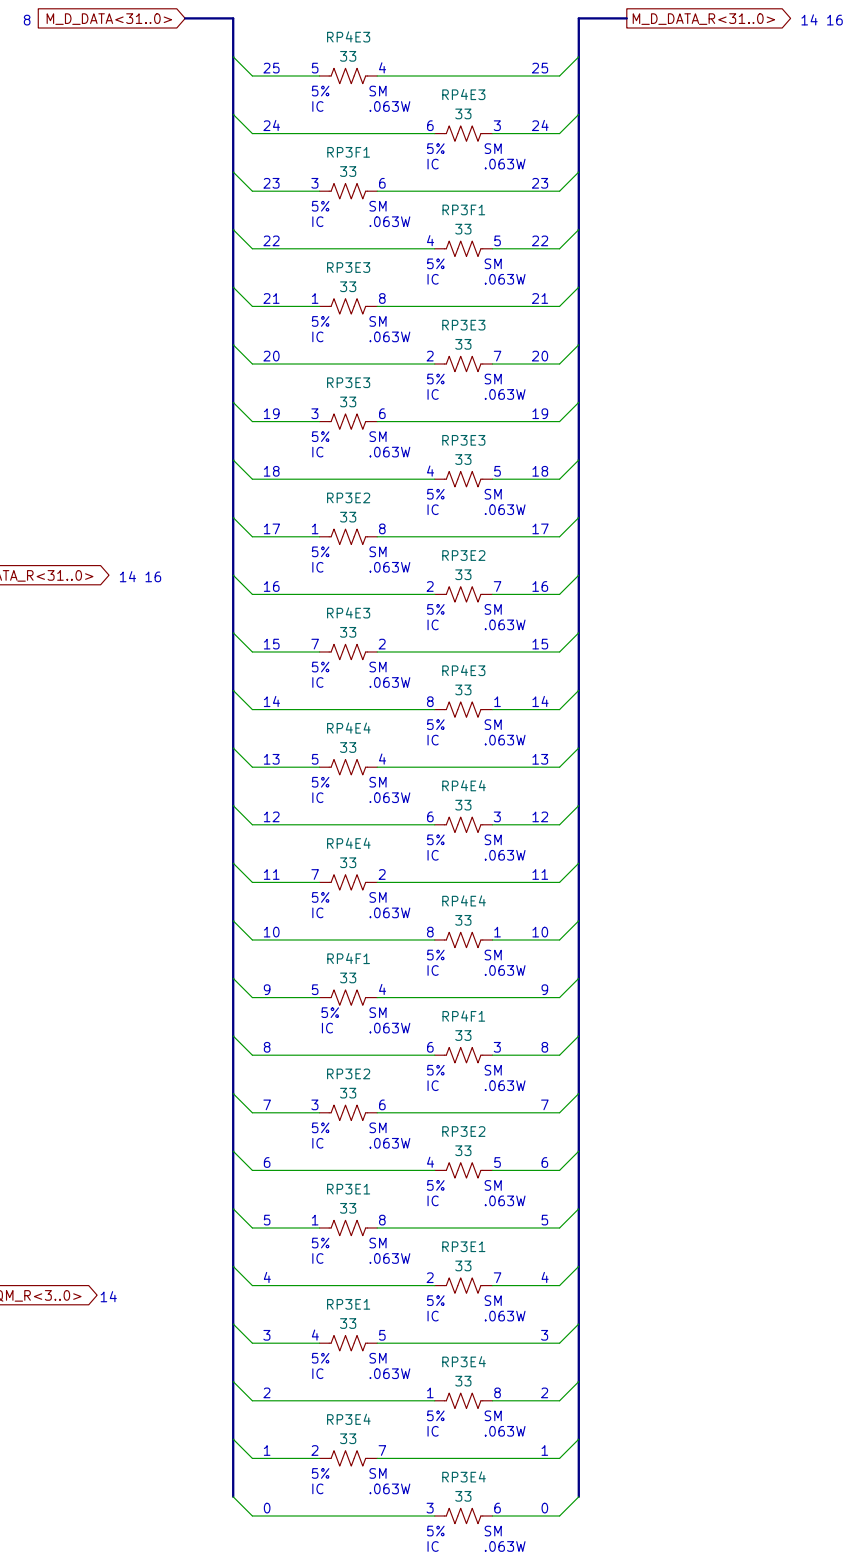 8 M_D_DATA<31..0> M_D_DATA_R<31..0> 14 16
RP4E3
33
25 5 4 25
5% SM
IC .063W
RP4E3
33
24 6 3 24
5% SM
IC .063W
RP3F1
33
23 3 6 23
5% SM
IC .063W
RP3F1
33
22 4 5 22
5% SM
IC .063W
RP3E3
33
21 1 8 21
5% SM
IC .063W
RP3E3
33
20 2 7 20
5% SM
IC .063W
RP3E3
33
19 3 6 19
5% SM
IC .063W
RP3E3
33
18 4 5 18
5% SM
IC .063W
RP3E2
33
17 1 8 17
5% SM
IC .063W
ATA_R<31..0> 14 16
RP3E2
33
16 2 7 16
5% SM
IC .063W
RP4E3
33
15 7 2 15
5% SM
IC .063W
RP4E3
33
14 8 1 14
5% SM
IC .063W
RP4E4
33
13 5 4 13
5% SM
IC .063W
RP4E4
33
12 6 3 12
5% SM
IC .063W
RP4E4
33
11 7 2 11
5% SM
IC .063W
RP4E4
33
10 8 1 10
5% SM
IC .063W
RP4F1
33
9 5 4 9
5% SM
IC .063W
RP4F1
33
8 6 3 8
5% SM
IC .063W
RP3E2
33
7 3 6 7
5% SM
IC .063W
RP3E2
33
6 4 5 6
5% SM
IC .063W
RP3E1
33
5 1 8 5
5% SM
IC .063W
RP3E1
33
4 2 7 4
5% SM
IC .063W
QM_R<3..0> 14
RP3E1
33
3 4 5 3
5% SM
IC .063W
RP3E4
33
2 1 8 2
5% SM
IC .063W
RP3E4
33
1 2 7 1
5% SM
IC .063W
RP3E4
33
0 3 6 0
5% SM
IC .063W